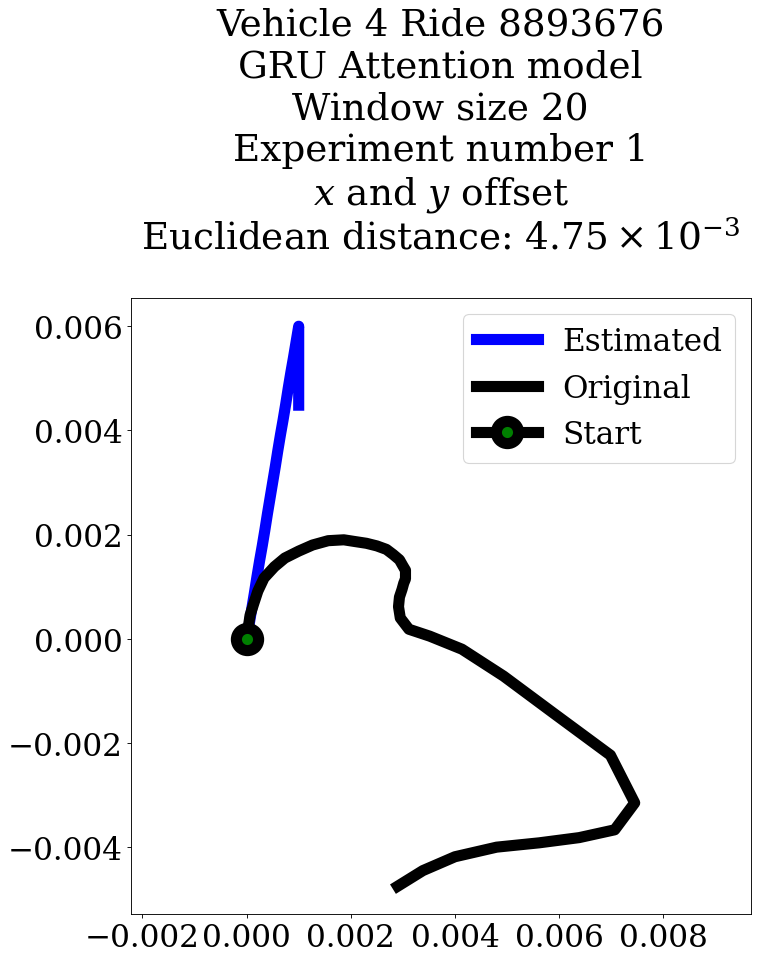 Vehicle 4 Ride 8893676
GRU Attention model
Window size 20
Experiment number 1
x and y offset
Euclidean distance: 4.75 × 10⁻³
Estimated
Original
Start
0.006
0.004
0.002
0.000
−0.002
−0.004
−0.002 0.000 0.002 0.004 0.006 0.008